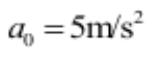 a₀ = 5m/s²